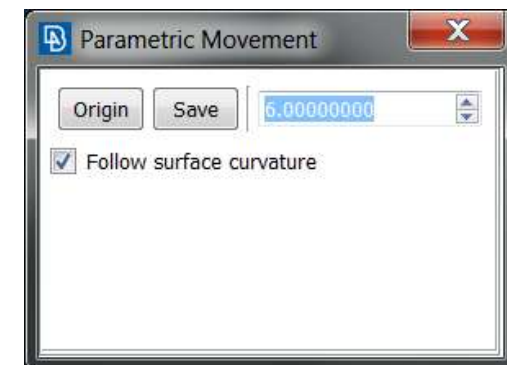 Parametric Movement
Origin Save 6.00000000
Follow surface curvature